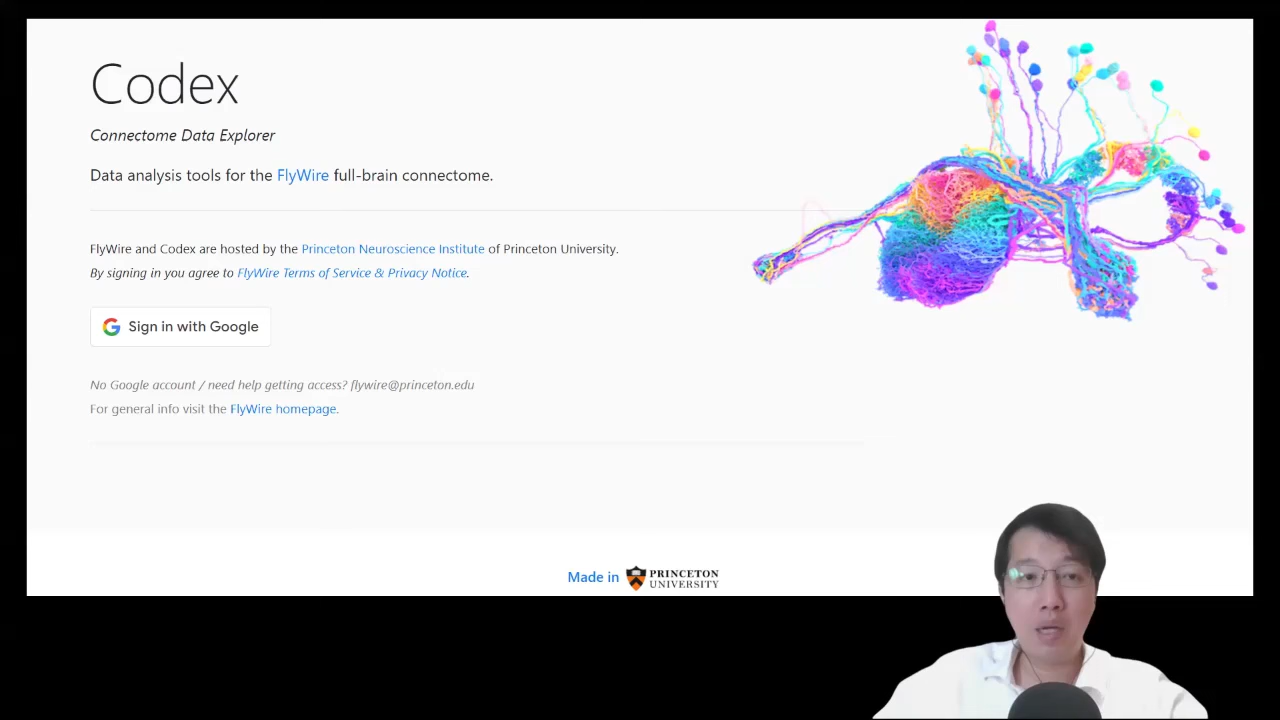 Codex
Connectome Data Explorer
Data analysis tools for the FlyWire full-brain connectome.
FlyWire and Codex are hosted by the Princeton Neuroscience Institute of Princeton University.
By signing in you agree to FlyWire Terms of Service & Privacy Notice.
Sign in with Google
No Google account / need help getting access? flywire@princeton.edu
For general info visit the FlyWire homepage.
Made in PRINCETON UNIVERSITY